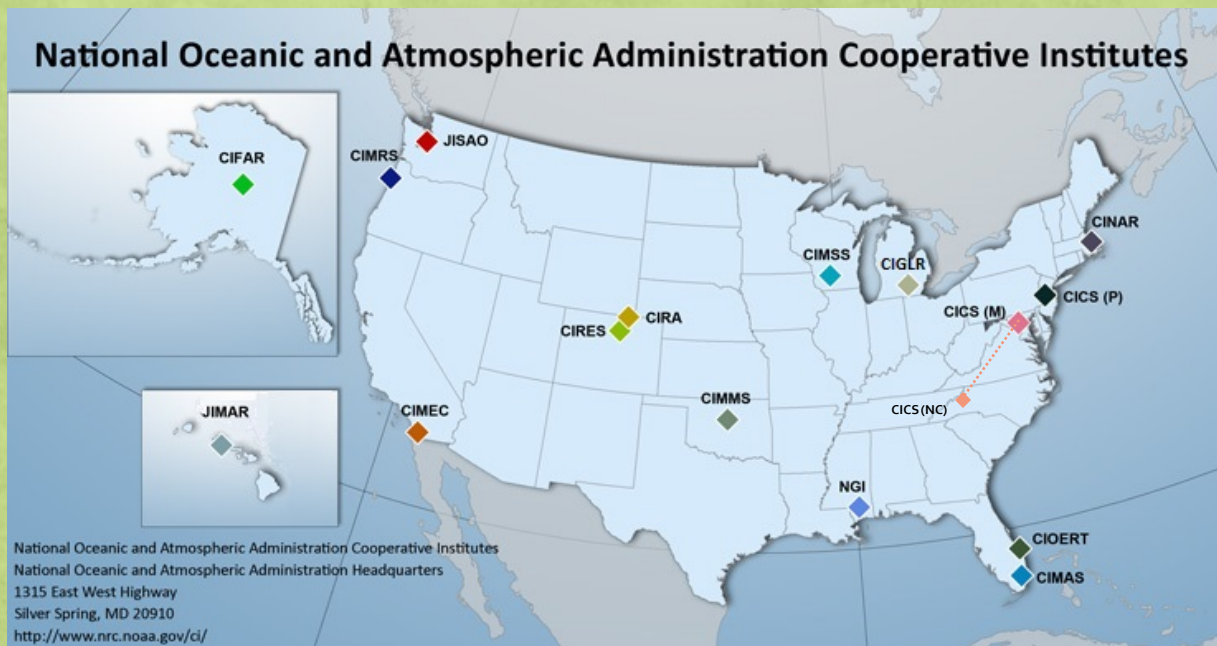 National Oceanic and Atmospheric Administration Cooperative Institutes
CIFAR
CIMRS
JISAO
CINAR
CIMSS
CIGLR
CICS (P)
CICS (M)
CIRA
CIRES
CIMMS
CICS (NC)
JIMAR
CIMEC
NGI
CIOERT
CIMAS
National Oceanic and Atmospheric Administration Cooperative Institutes
National Oceanic and Atmospheric Administration Headquarters
1315 East West Highway
Silver Spring, MD 20910
http://www.nrc.noaa.gov/ci/